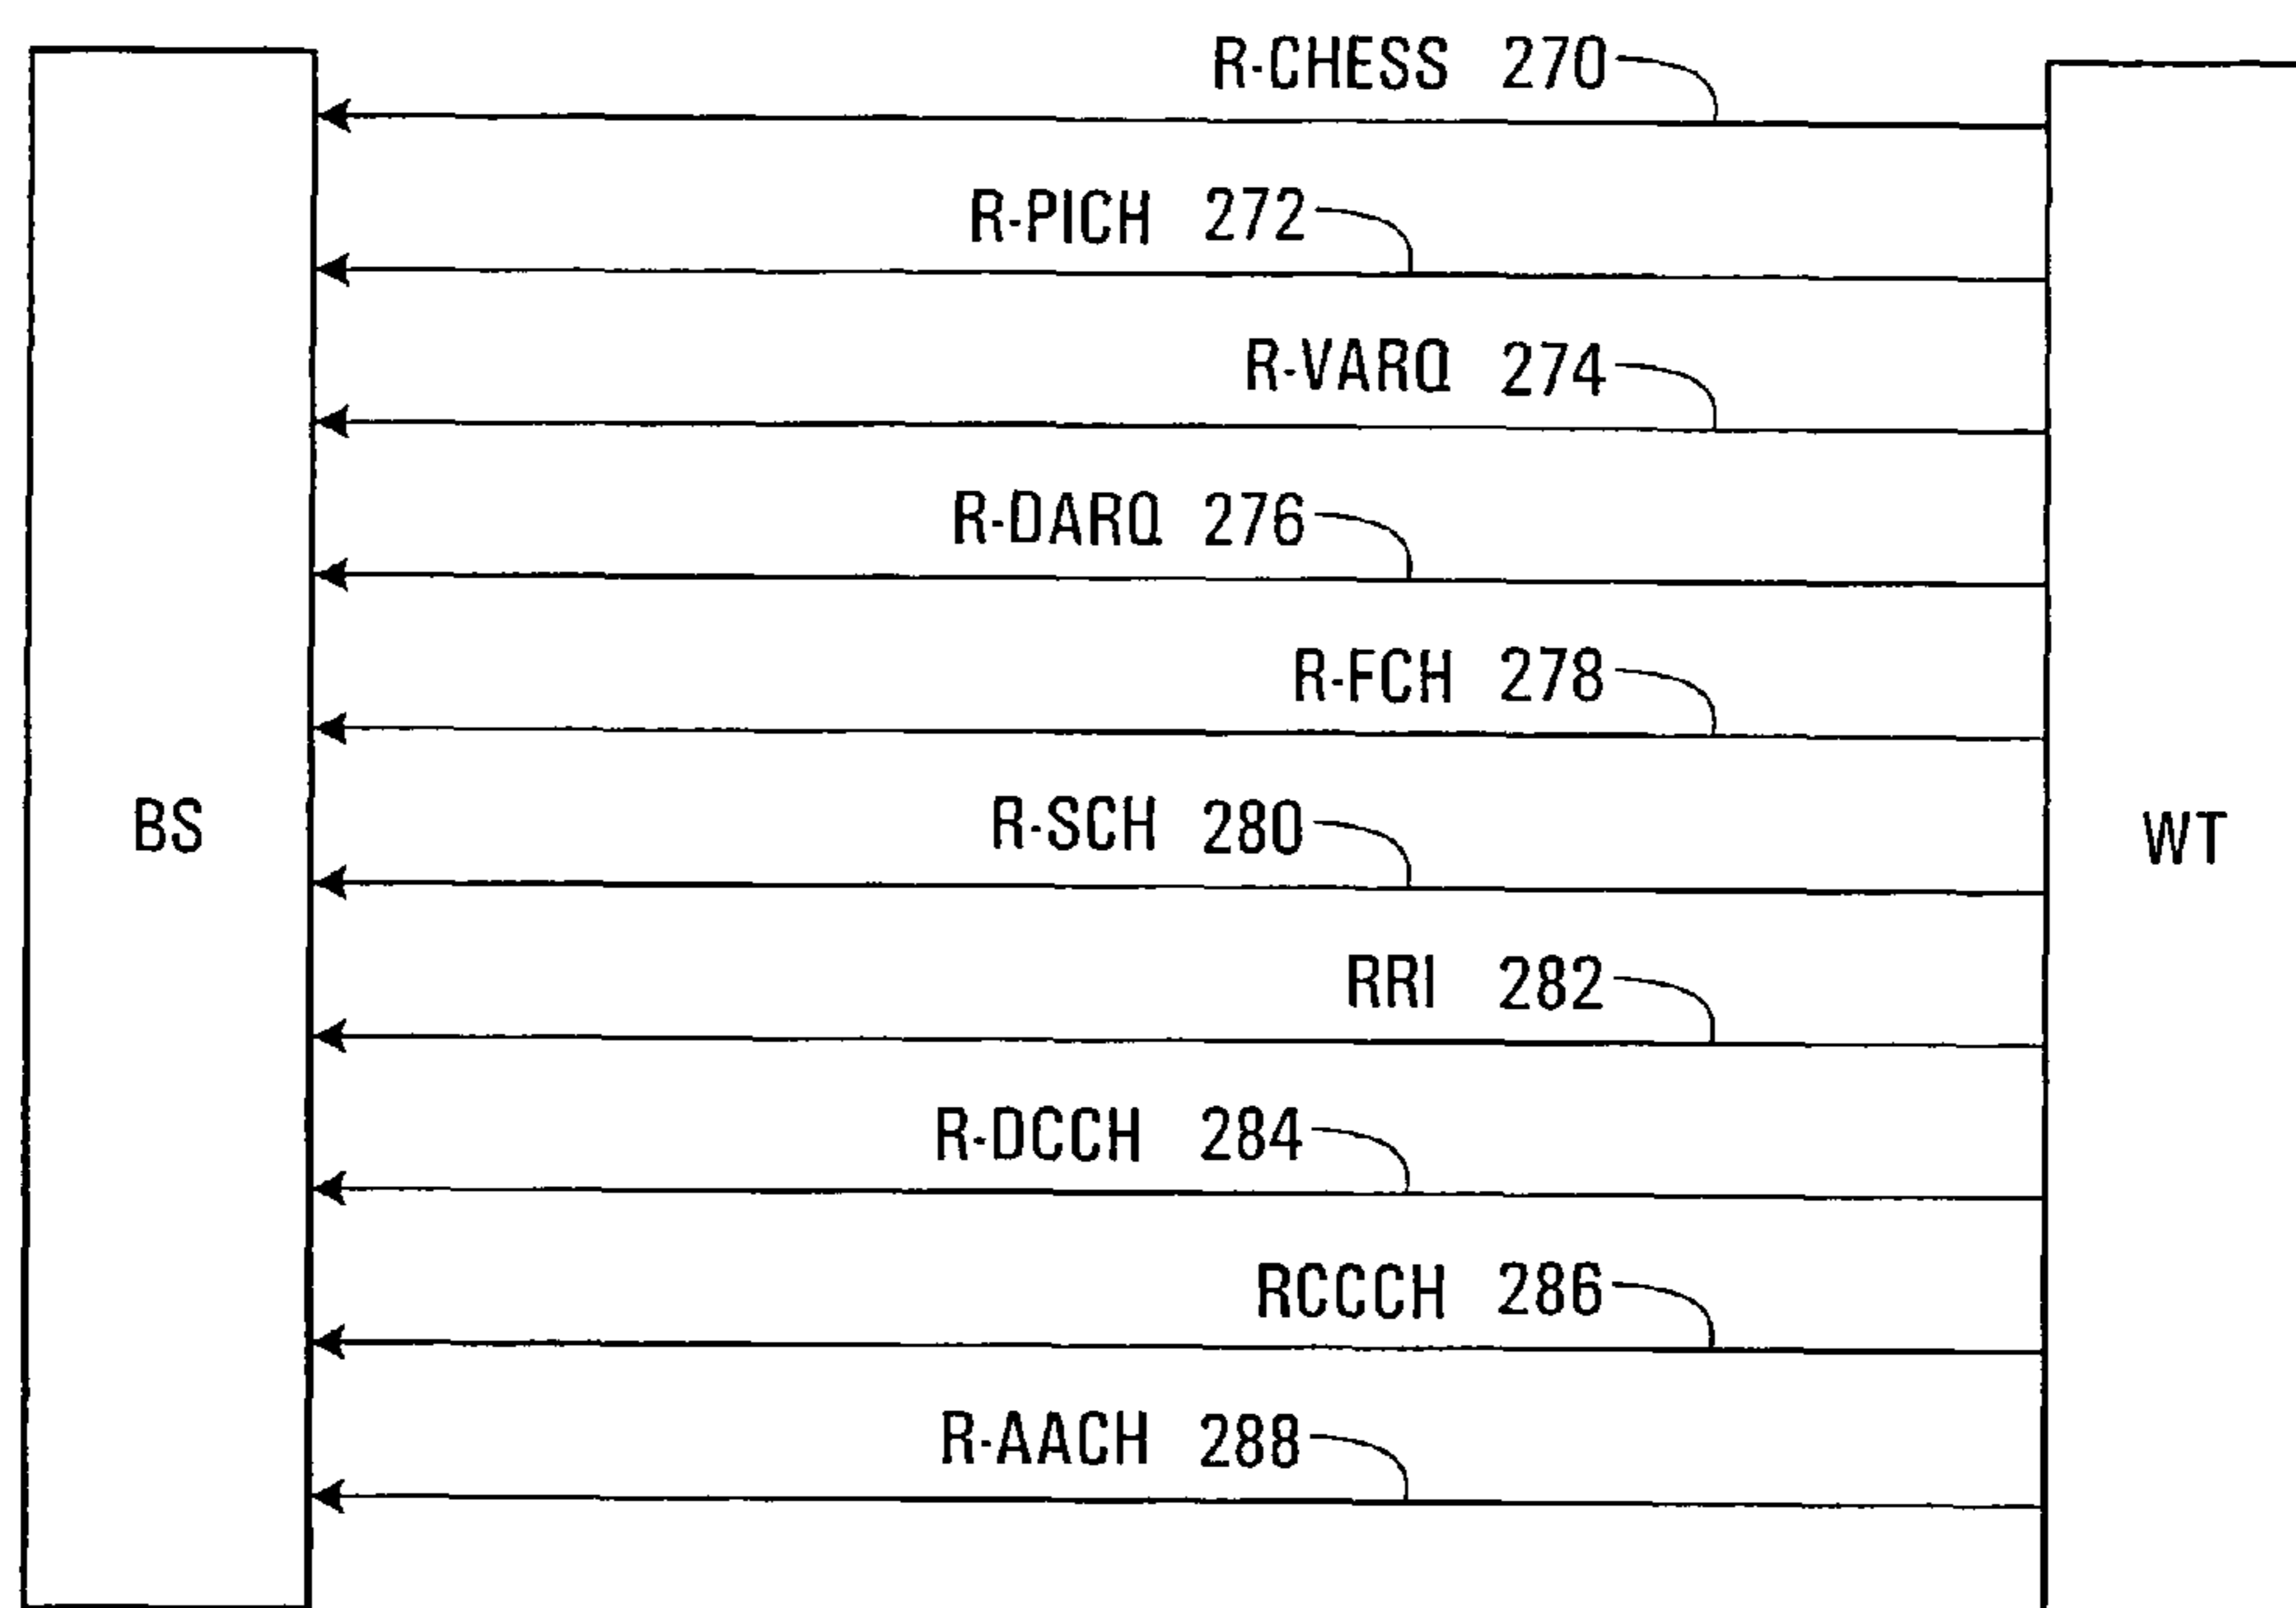 R-CHESS 270
R-PICH 272
R-VARQ 274
R-DARQ 276
R-FCH 278
R-SCH 280
BS
WT
RRI 282
R-DCCH 284
RCCCH 286
R-AACH 288